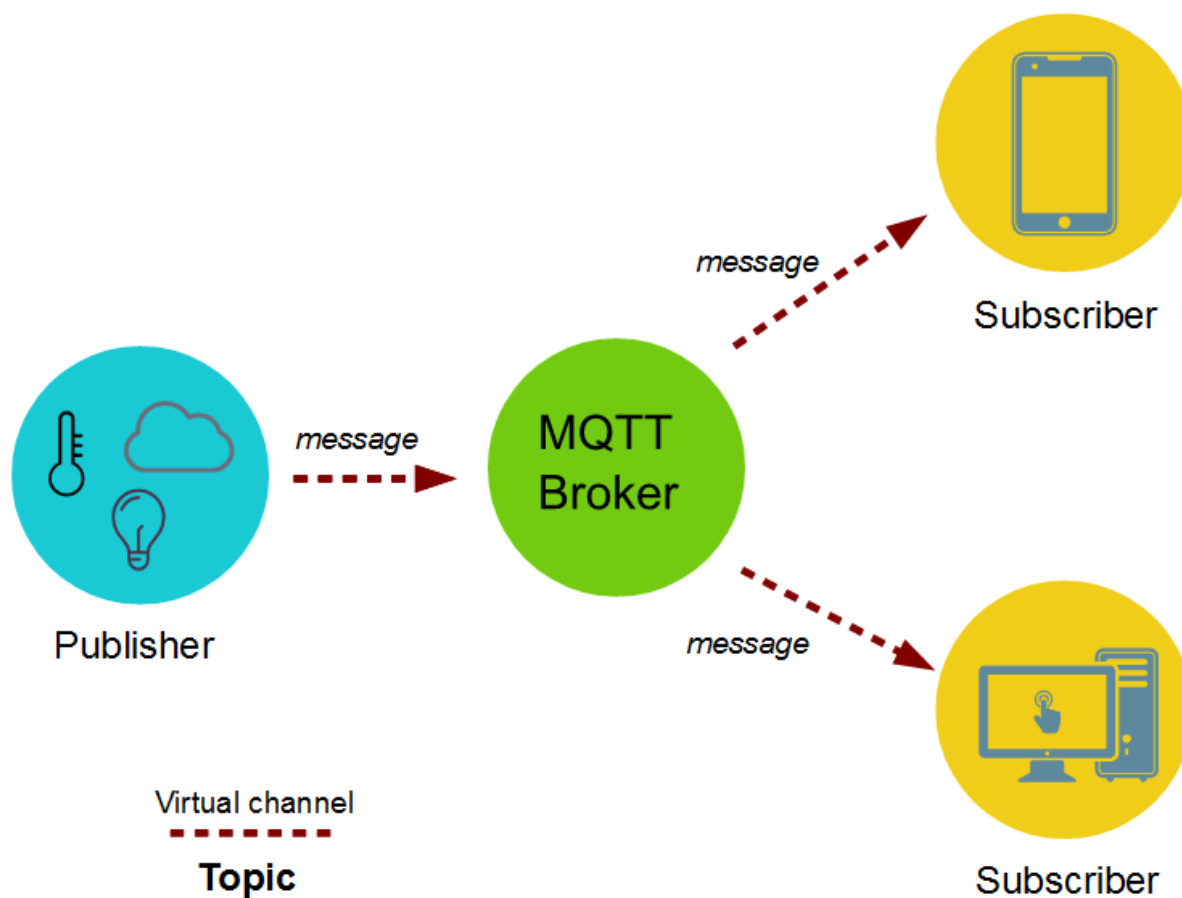 message
Subscriber
message
MQTT
Broker
Publisher
message
Virtual channel
Topic
Subscriber